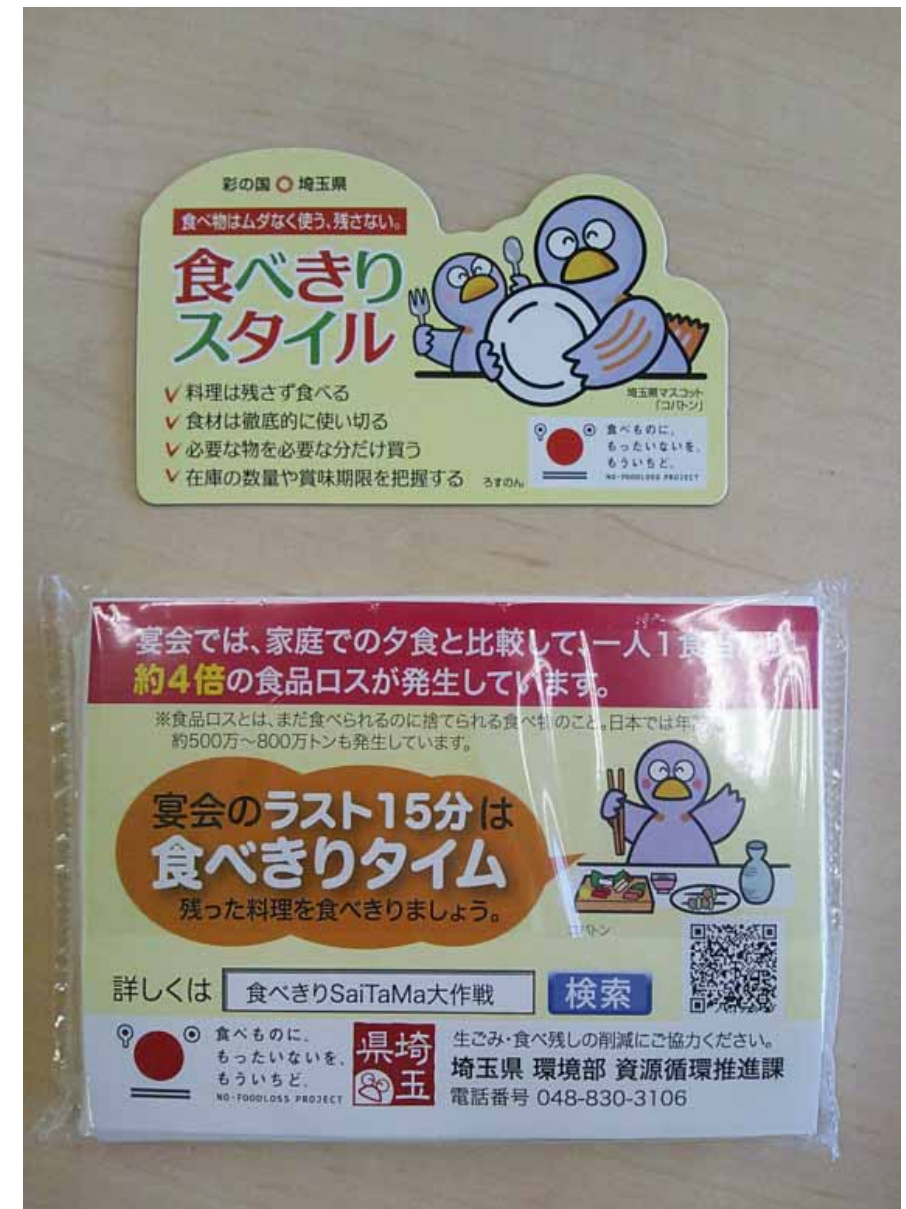 彩の国 埼玉県
食べ物はムダなく使う、残さない。
食べきり
スタイル
料理は残さず食べる
食材は徹底的に使い切る
必要な物を必要な分だけ買う
在庫の数量や賞味期限を把握する
埼玉県マスコット
「コバトン」
ろすのん
食べものに、
もったいないを、
もういちど。
NO-FOODLOSS PROJECT
宴会では、家庭での夕食と比較して、一人1食
約4倍の食品ロスが発生しています。
※食品ロスとは、まだ食べられるのに捨てられる食べ物のこと。日本では年
約500万～800万トンも発生しています。
宴会のラスト15分は
食べきりタイム
残った料理を食べきりましょう。
コバトン
詳しくは 食べきりSaiTaMa大作戦 検索
食べものに、
もったいないを、
もういちど。
NO-FOODLOSS PROJECT
埼玉県
生ごみ・食べ残しの削減にご協力ください。
埼玉県 環境部 資源循環推進課
電話番号 048-830-3106